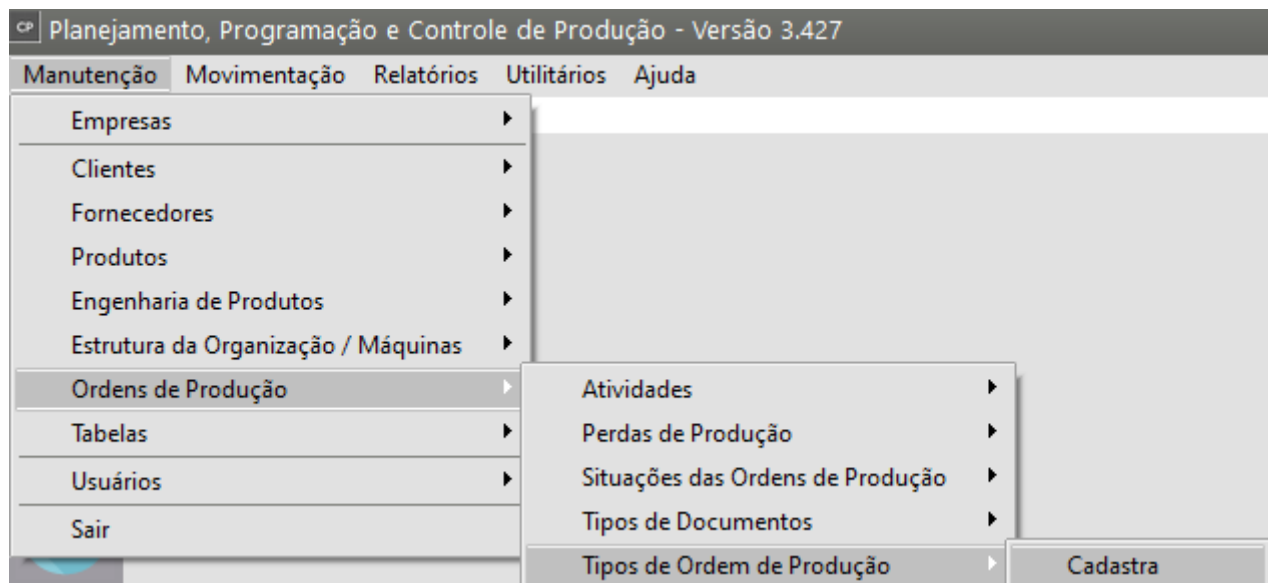 CP Planejamento, Programação e Controle de Produção - Versão 3.427
Manutenção Movimentação Relatórios Utilitários Ajuda
Empresas
Clientes
Fornecedores
Produtos
Engenharia de Produtos
Estrutura da Organização / Máquinas
Ordens de Produção
Tabelas
Usuários
Sair
Atividades
Perdas de Produção
Situações das Ordens de Produção
Tipos de Documentos
Tipos de Ordem de Produção
Cadastra